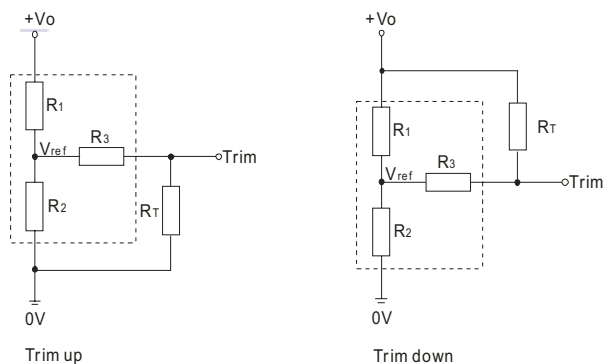 +Vo
R1
Vref
R3
Trim
R2
RT
0V
Trim up
+Vo
R1
RT
Vref
R3
Trim
R2
0V
Trim down